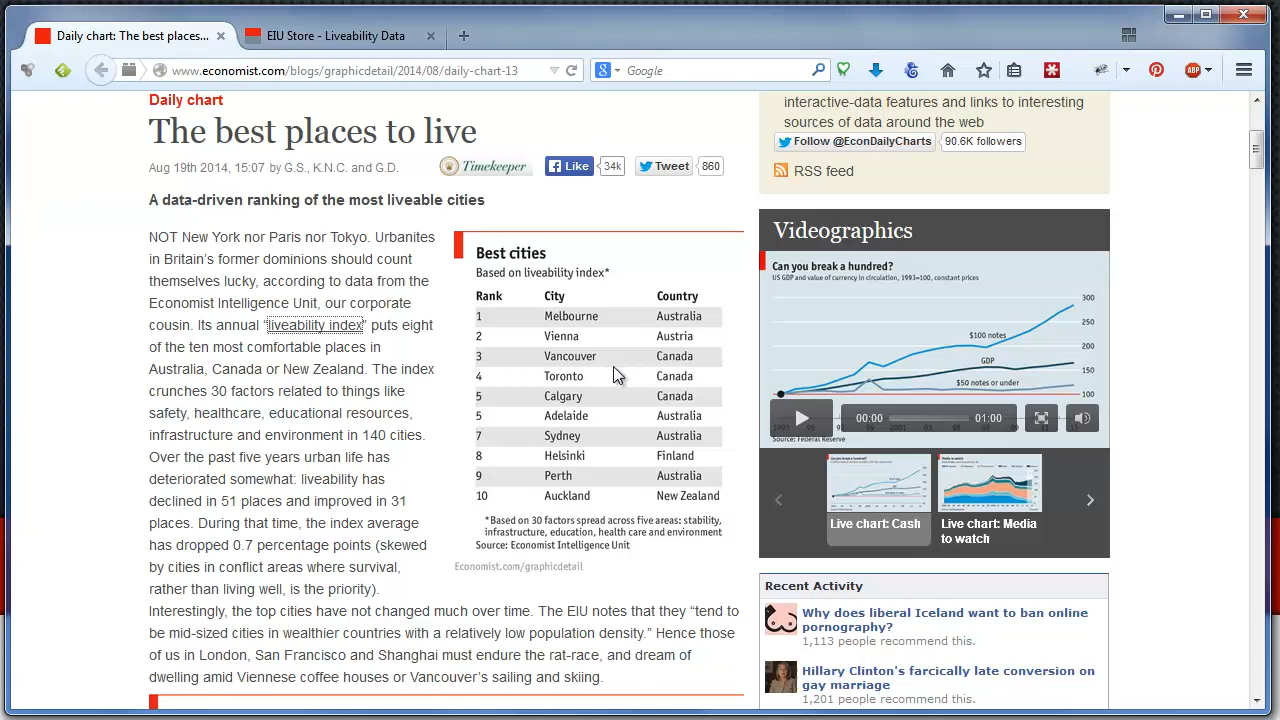 Daily chart: The best places...
EIU Store - Liveability Data
www.economist.com/blogs/graphicdetail/2014/08/daily-chart-13
Google
ABP
Daily chart
The best places to live
Aug 19th 2014, 15:07 by G.S., K.N.C. and G.D.
Timekeeper
Like
34k
Tweet
860
A data-driven ranking of the most liveable cities
NOT New York nor Paris nor Tokyo. Urbanites
in Britain's former dominions should count
themselves lucky, according to data from the
Economist Intelligence Unit, our corporate
cousin. Its annual “liveability index” puts eight
of the ten most comfortable places in
Australia, Canada or New Zealand. The index
crunches 30 factors related to things like
safety, healthcare, educational resources,
infrastructure and environment in 140 cities.
Over the past five years urban life has
deteriorated somewhat: liveability has
declined in 51 places and improved in 31
places. During that time, the index average
has dropped 0.7 percentage points (skewed
by cities in conflict areas where survival,
rather than living well, is the priority).
Interestingly, the top cities have not changed much over time. The EIU notes that they “tend to
be mid-sized cities in wealthier countries with a relatively low population density.” Hence those
of us in London, San Francisco and Shanghai must endure the rat-race, and dream of
dwelling amid Viennese coffee houses or Vancouver's sailing and skiing.
Best cities
Based on liveability index*
Rank City Country
1 Melbourne Australia
2 Vienna Austria
3 Vancouver Canada
4 Toronto Canada
5 Calgary Canada
5 Adelaide Australia
7 Sydney Australia
8 Helsinki Finland
9 Perth Australia
10 Auckland New Zealand
*Based on 30 factors spread across five areas: stability,
infrastructure, education, health care and environment
Source: Economist Intelligence Unit
Economist.com/graphicdetail
interactive-data features and links to interesting
sources of data around the web
Follow @EconDailyCharts
90.6K followers
RSS feed
Videographics
Can you break a hundred?
US GDP and value of currency in circulation, 1993=100, constant prices
300
250
200
150
100
$100 notes
GDP
$50 notes or under
00:00
01:00
Source: Federal Reserve
Live chart: Cash
Live chart: Media
to watch
Recent Activity
Why does liberal Iceland want to ban online
pornography?
1,113 people recommend this.
Hillary Clinton's farcically late conversion on
gay marriage
1,201 people recommend this.